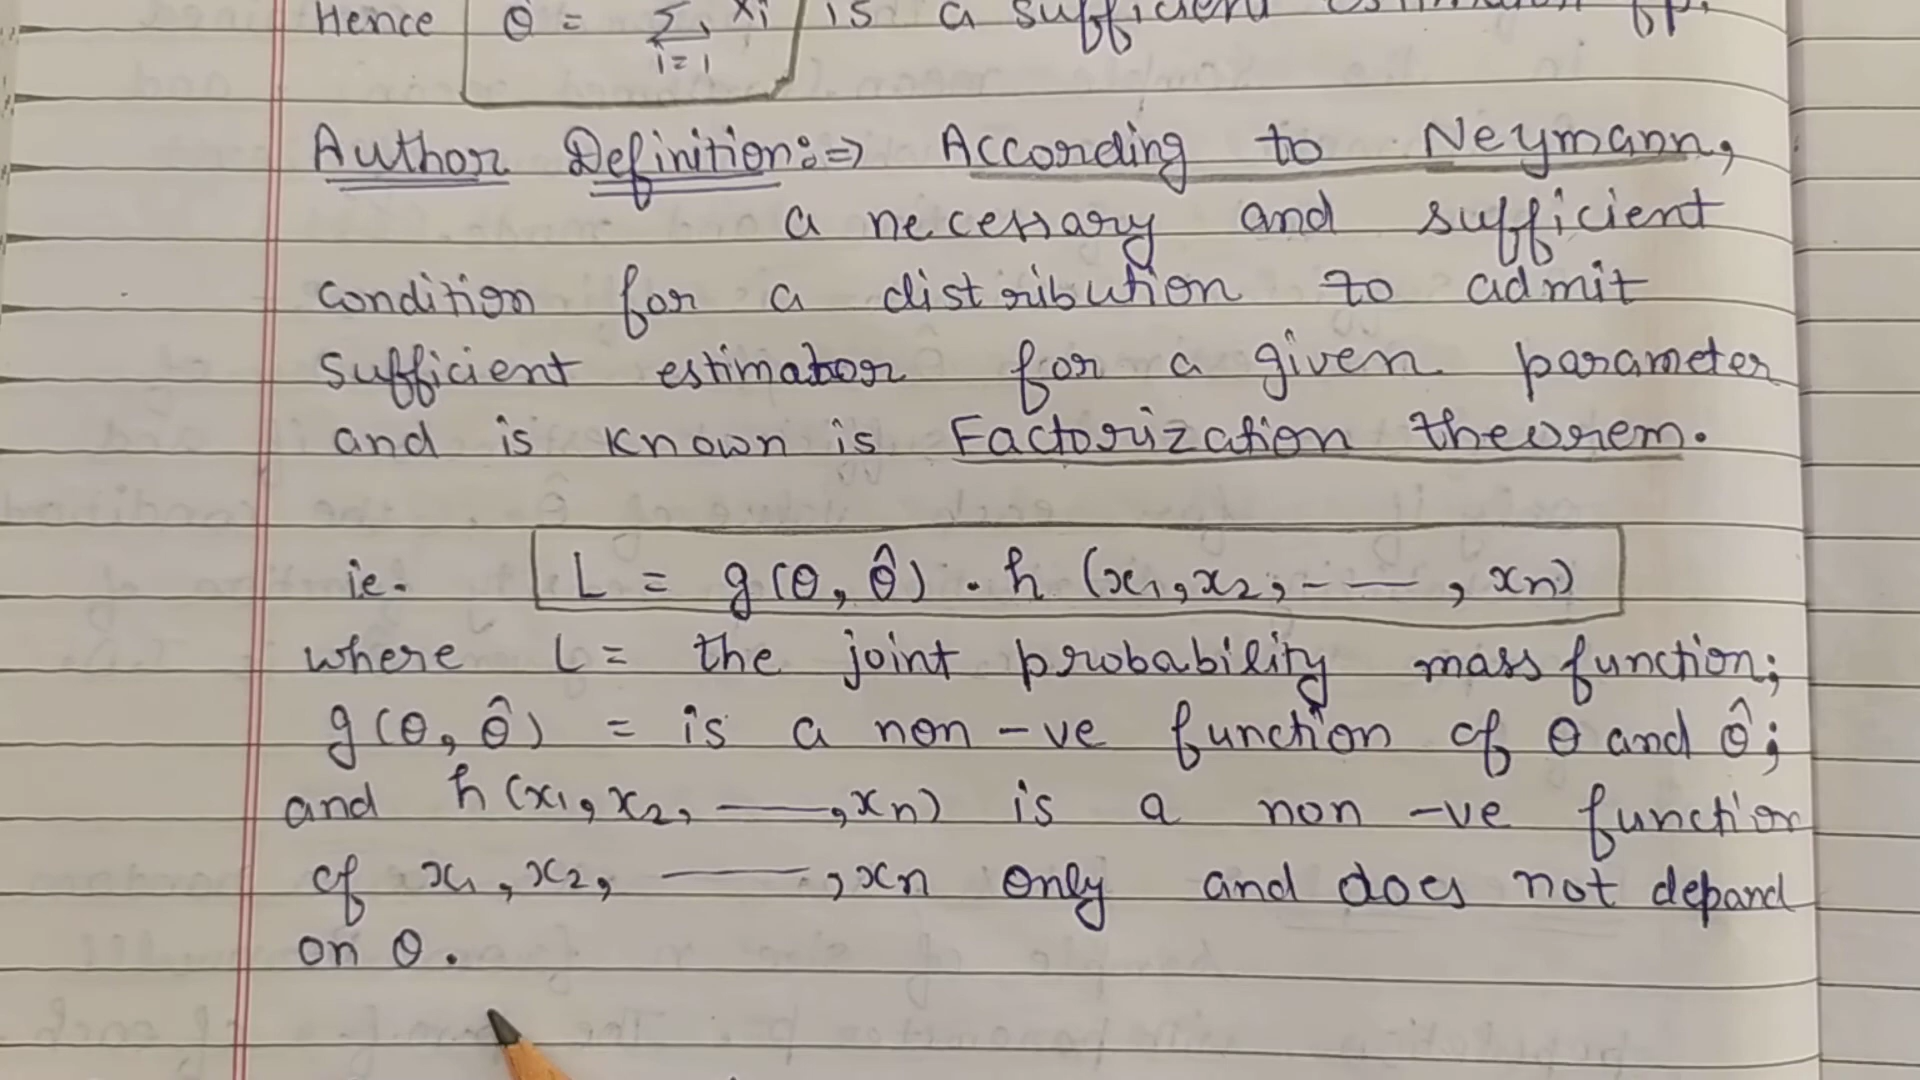 Hence θ = Σ xi is a sufficient
i=1
Author Definition:⇒ According to Neymann,
a necessary and sufficient
condition for a distribution to admit
sufficient estimator for a given parameter
and is known is Factorization theorem.
ie. L = g(θ, θ̂) . h (x1, x2, - — , xn)
where L = the joint probability mass function;
g(θ, θ̂) = is a non -ve function of θ and θ̂;
and h(x1, x2, —, xn) is a non -ve function
of x1, x2, —, xn only and does not depand
on θ.